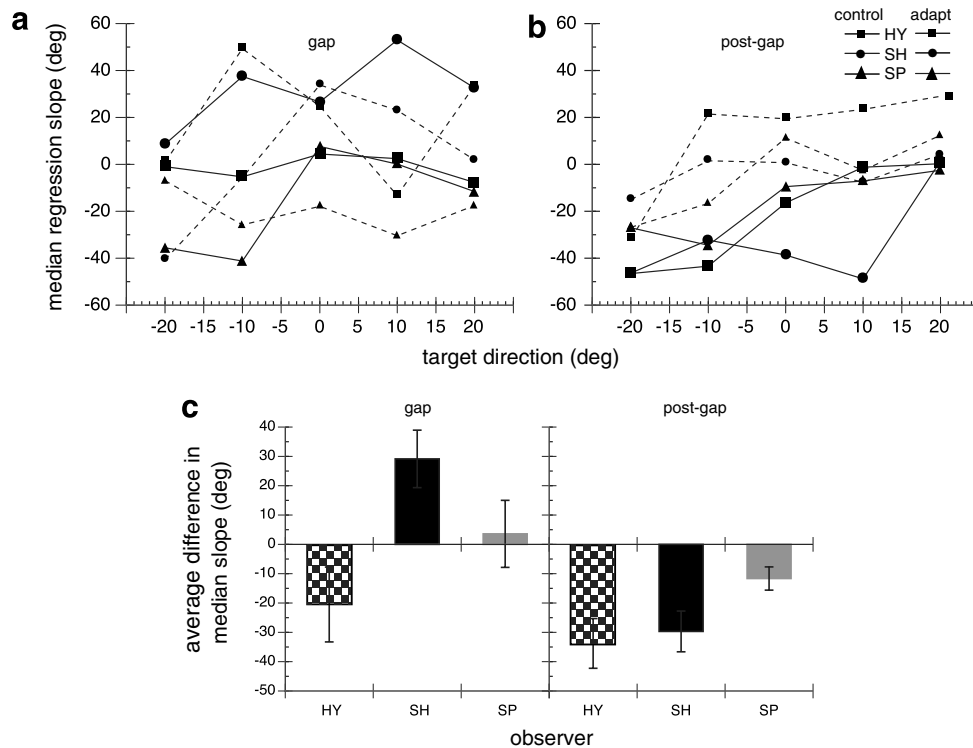 a
gap
median regression slope (deg)
60
40
20
0
-20
-40
-60
-20 -15 -10 -5 0 5 10 15 20
b
post-gap
control adapt
HY
SH
SP
60
40
20
0
-20
-40
-60
-20 -15 -10 -5 0 5 10 15 20
target direction (deg)
c
gap
post-gap
average difference in
median slope (deg)
40
30
20
10
0
-10
-20
-30
-40
-50
HY SH SP HY SH SP
observer